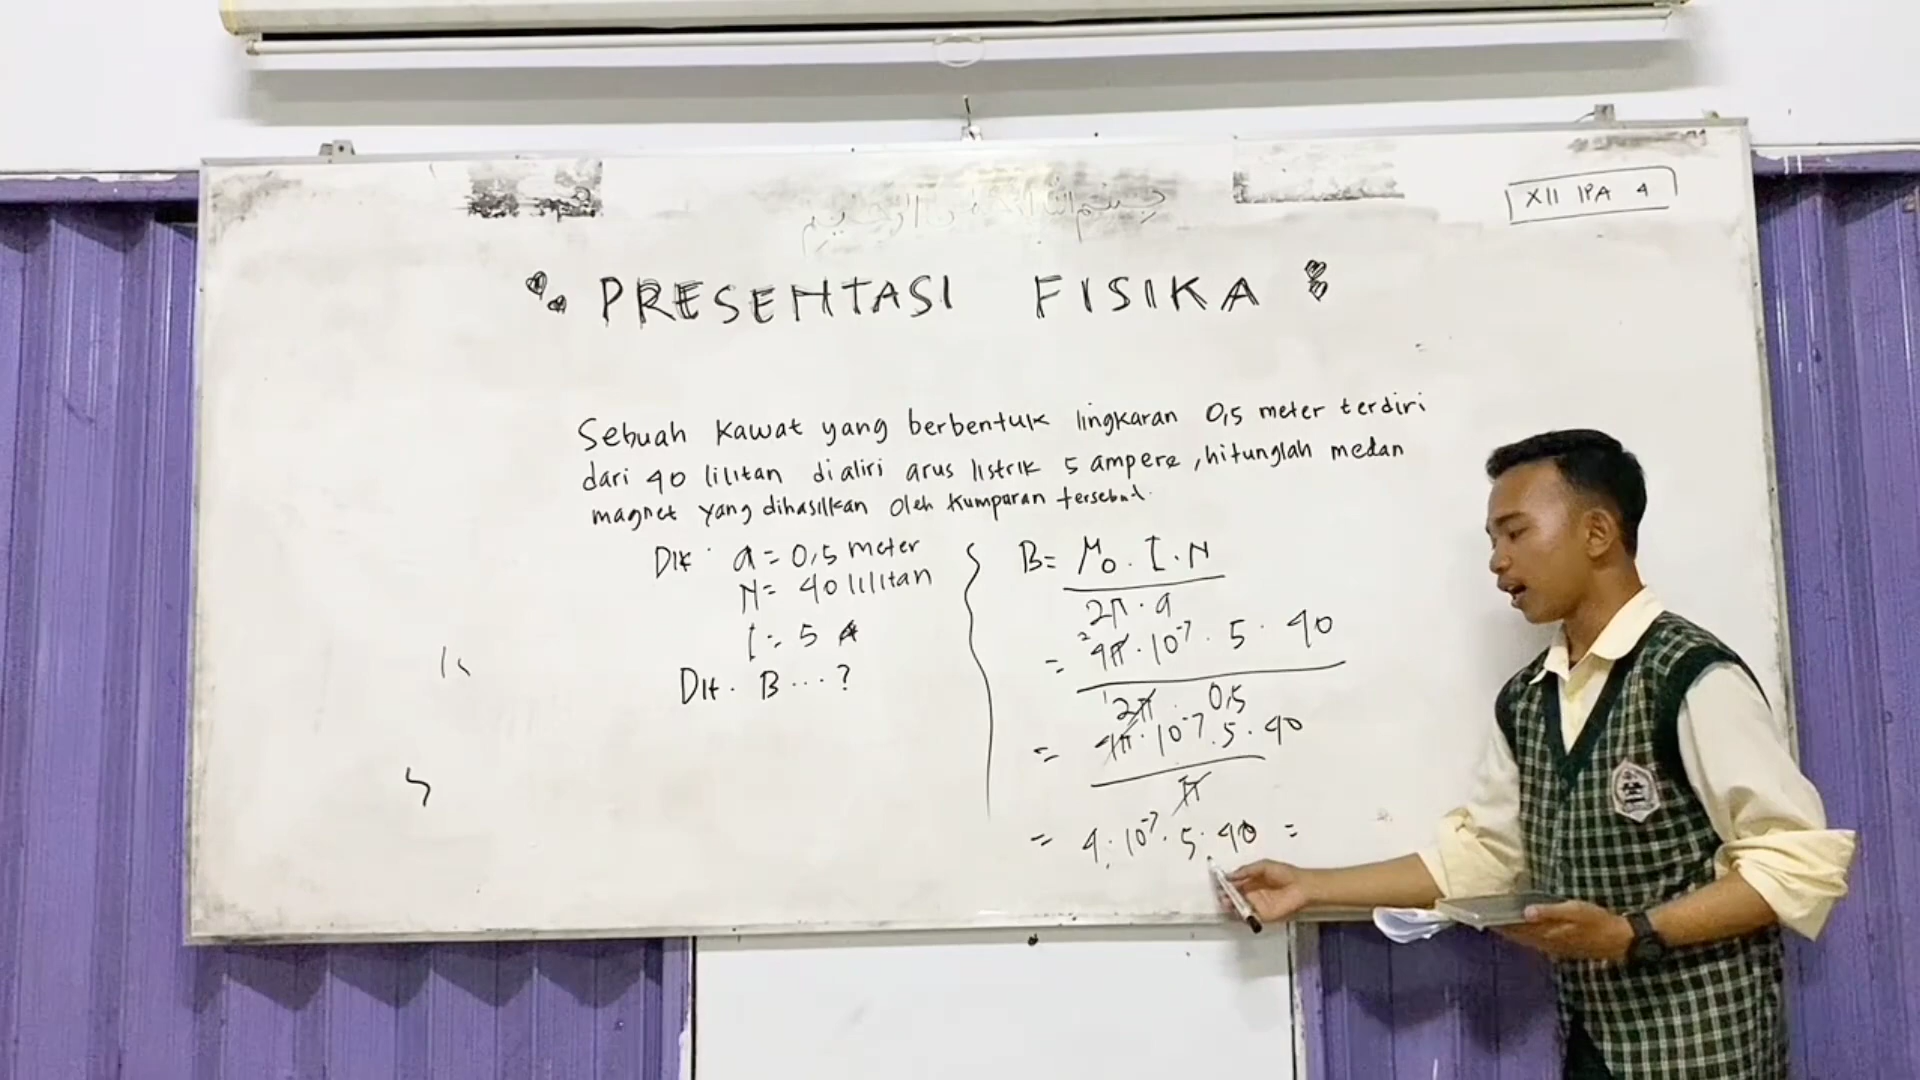 XII IPA 4
PRESENTASI FISIKA
Sebuah kawat yang berbentuk lingkaran 0,5 meter terdiri
dari 40 lilitan dialiri arus listrik 5 ampere, hitunglah medan
magnet yang dihasilkan oleh kumparan tersebut.
Dik. a = 0,5 meter
N = 40 lilitan
I = 5 A
Dit. B ... ?
B = μ₀ . I . N
2π . a
= ²4π . 10⁻⁷ . 5 . 40
¹2π . 0,5
= 4π . 10⁻⁷ . 5 . 40
π
= 4 . 10⁻⁷ . 5 . 40 =